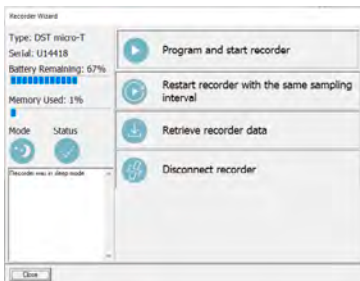 Recorder Wizard
Type: DST micro-T
Serial: U14418
Battery Remaining: 67%
Memory Used: 1%
Mode Status
Recorder was in sleep mode
Program and start recorder
Restart recorder with the same sampling
interval
Retrieve recorder data
Disconnect recorder
Close